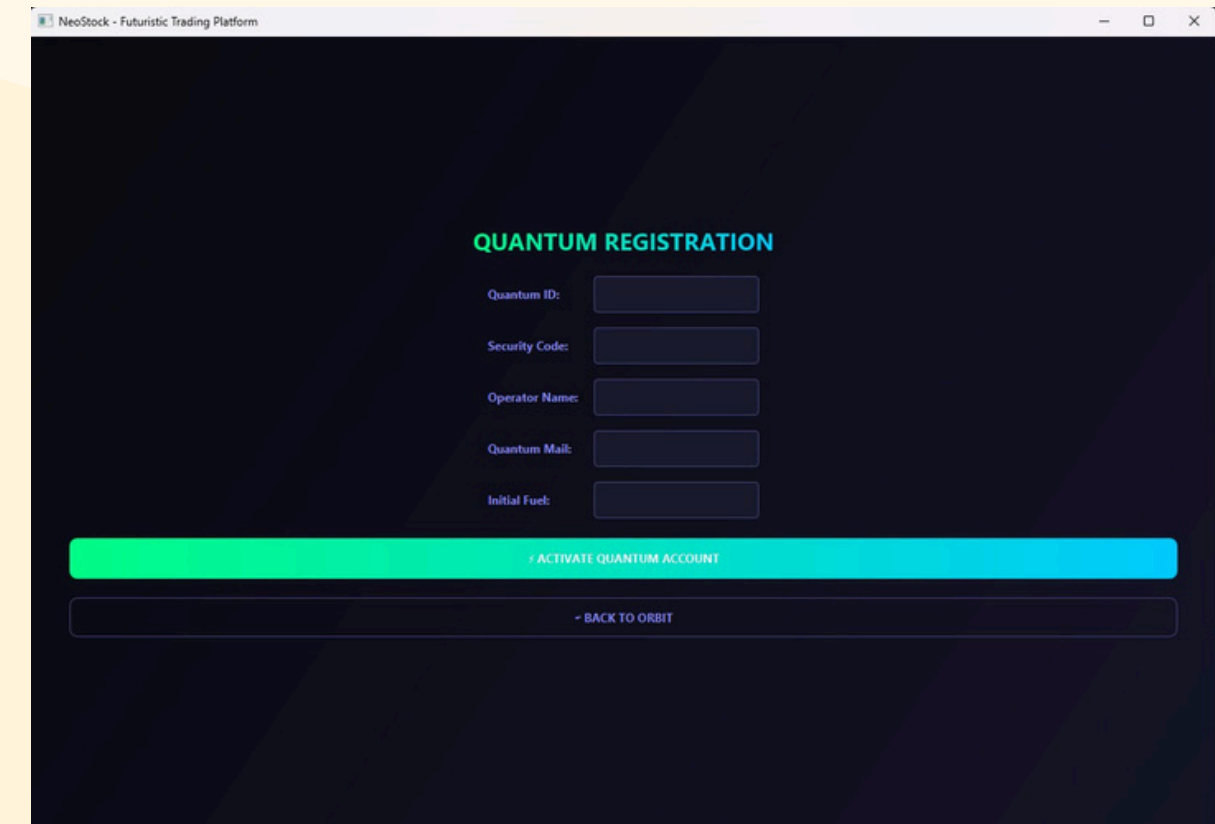 NeoStock - Futuristic Trading Platform
QUANTUM REGISTRATION
Quantum ID:
Security Code:
Operator Name:
Quantum Mail:
Initial Fuel:
⚡ ACTIVATE QUANTUM ACCOUNT
↩ BACK TO ORBIT